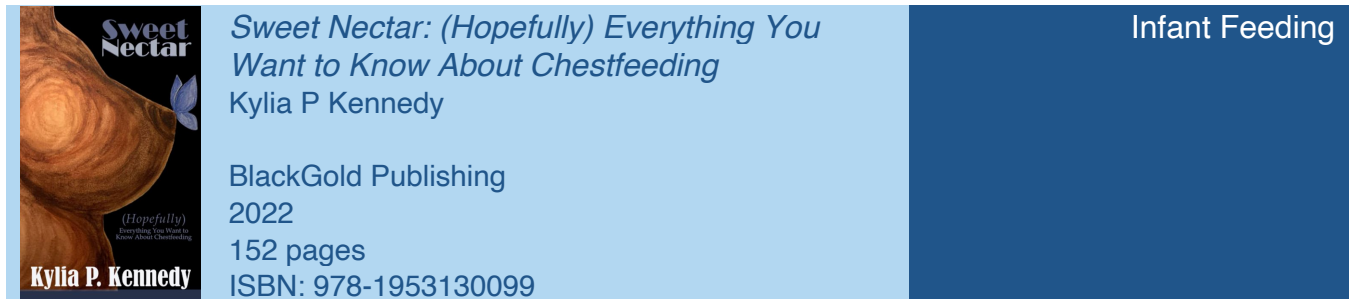 Sweet
Nectar
(Hopefully)
Everything You Want to
Know About Chestfeeding
Kylia P. Kennedy
Sweet Nectar: (Hopefully) Everything You
Want to Know About Chestfeeding
Kylia P Kennedy
BlackGold Publishing
2022
152 pages
ISBN: 978-1953130099
Infant Feeding